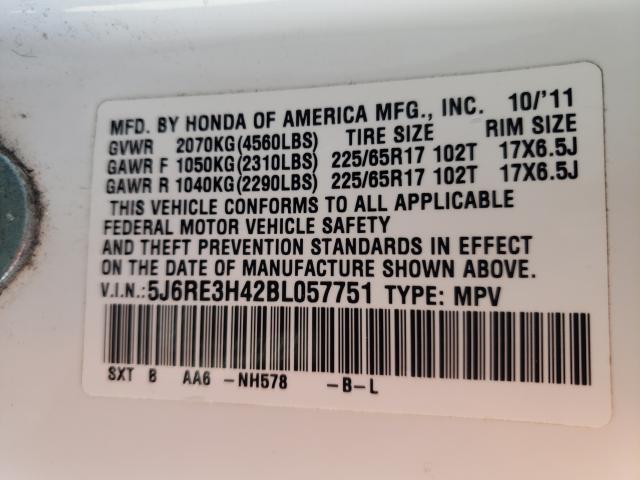 MFD. BY HONDA OF AMERICA MFG., INC. 10/'11
GVWR 2070KG(4560LBS) TIRE SIZE RIM SIZE
GAWR F 1050KG(2310LBS) 225/65R17 102T 17X6.5J
GAWR R 1040KG(2290LBS) 225/65R17 102T 17X6.5J
THIS VEHICLE CONFORMS TO ALL APPLICABLE
FEDERAL MOTOR VEHICLE SAFETY
AND THEFT PREVENTION STANDARDS IN EFFECT
ON THE DATE OF MANUFACTURE SHOWN ABOVE.
V.I.N.:5J6RE3H42BL057751 TYPE: MPV
SXT B AA6 -NH578 -B-L